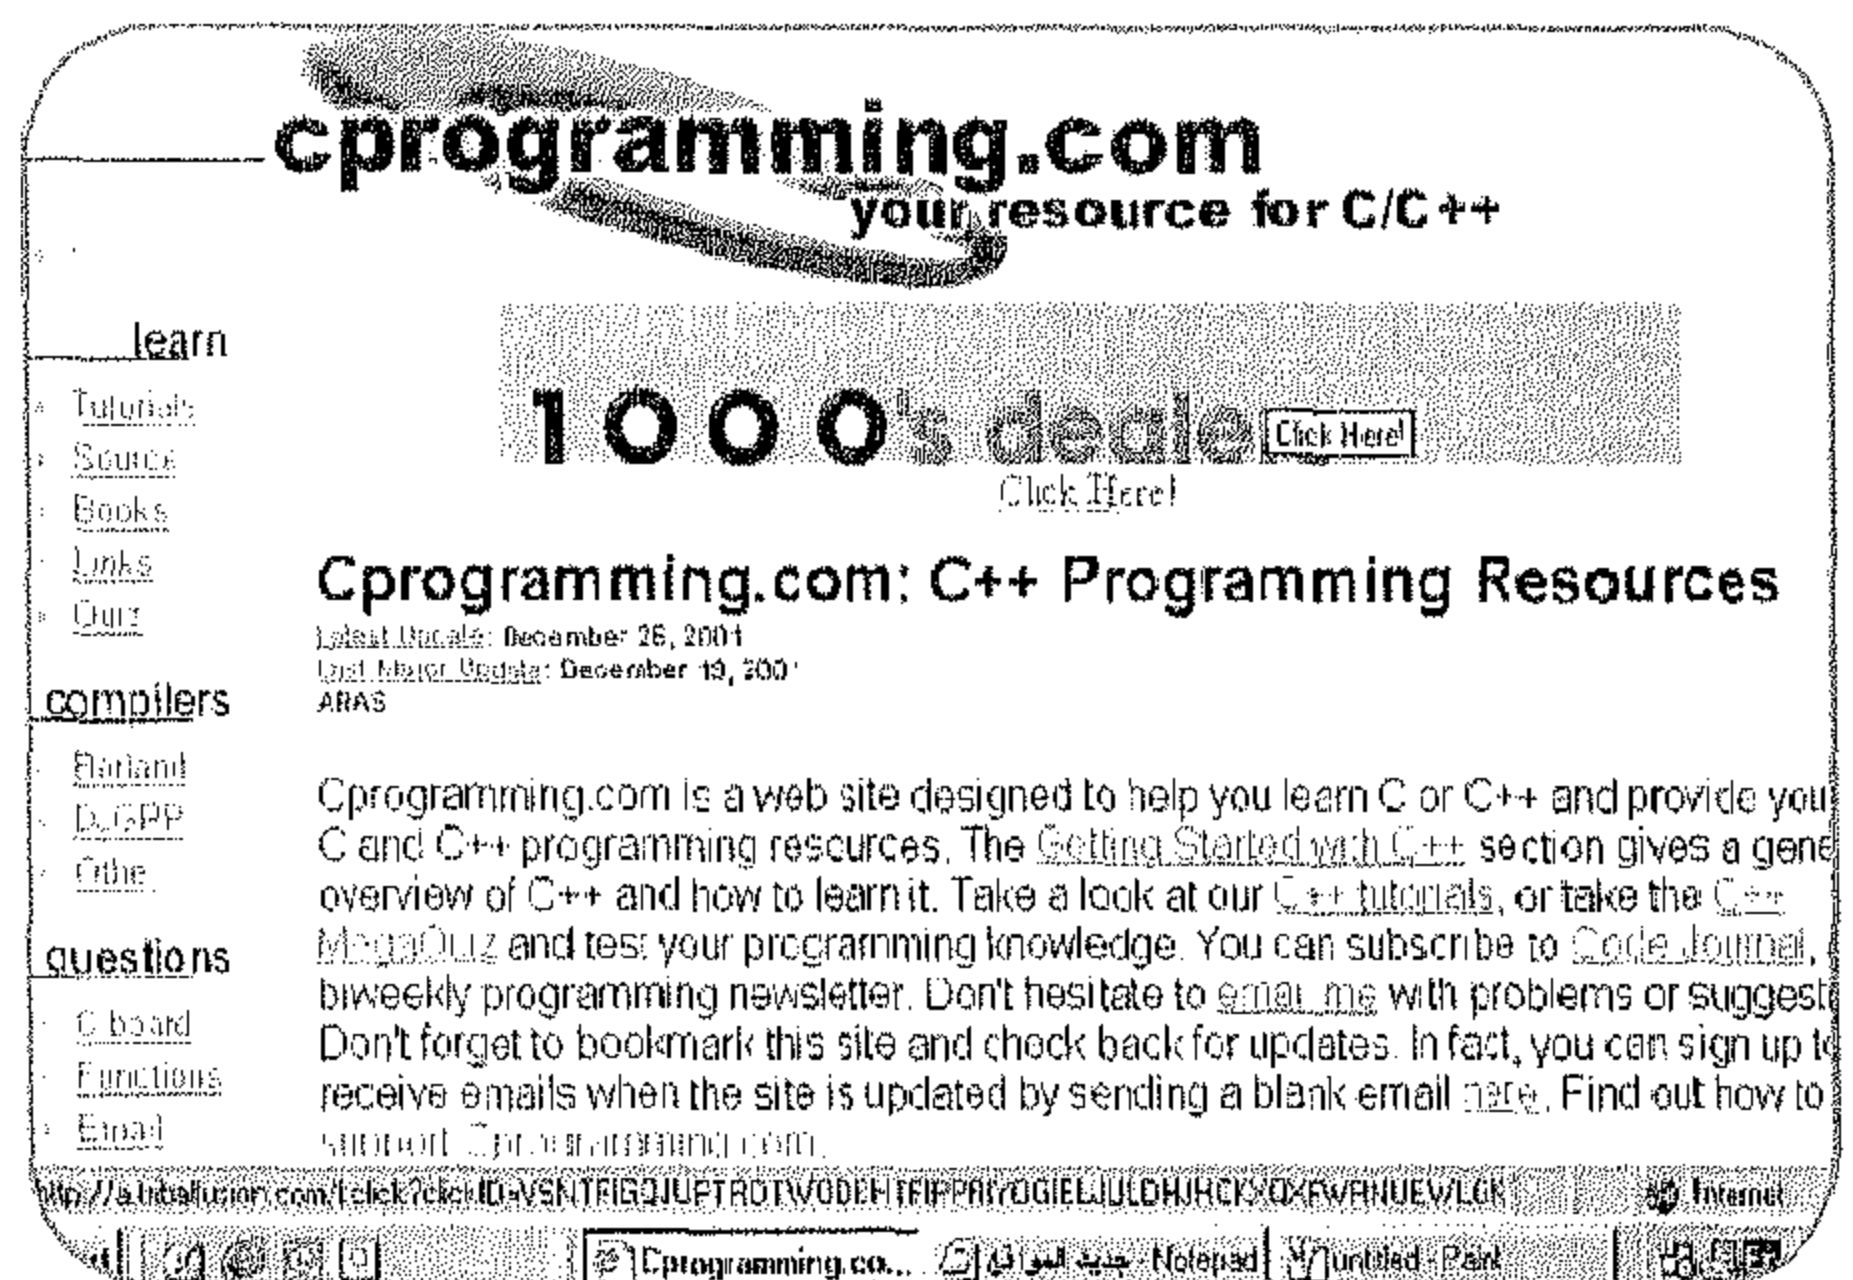 cprogramming.com
your resource for C/C++
learn
Tutorials
Source
Books
Links
Quiz
compilers
Borland
DJGPP
Othe
questions
C board
Functions
Email
1000's deale
Click Here!
Click Here!
Cprogramming.com: C++ Programming Resources
Latest Update: December 26, 2001
Last Major Update: December 19, 200
ARAS
Cprogramming.com is a web site designed to help you learn C or C++ and provide you
C and C++ programming resources. The Getting Started with C++ section gives a gene
overview of C++ and how to learn it. Take a look at our C++ tutorials, or take the C++
MegaQuiz and test your programming knowledge. You can subscribe to Code Journal,
biweekly programming newsletter. Don't hesitate to email me with problems or suggest
Don't forget to bookmark this site and check back for updates. In fact, you can sign up to
receive emails when the site is updated by sending a blank email here. Find out how to
support Cprogramming.com.
Internet
Cprogramming.co...
جديد - Notepad
untitled - Paint